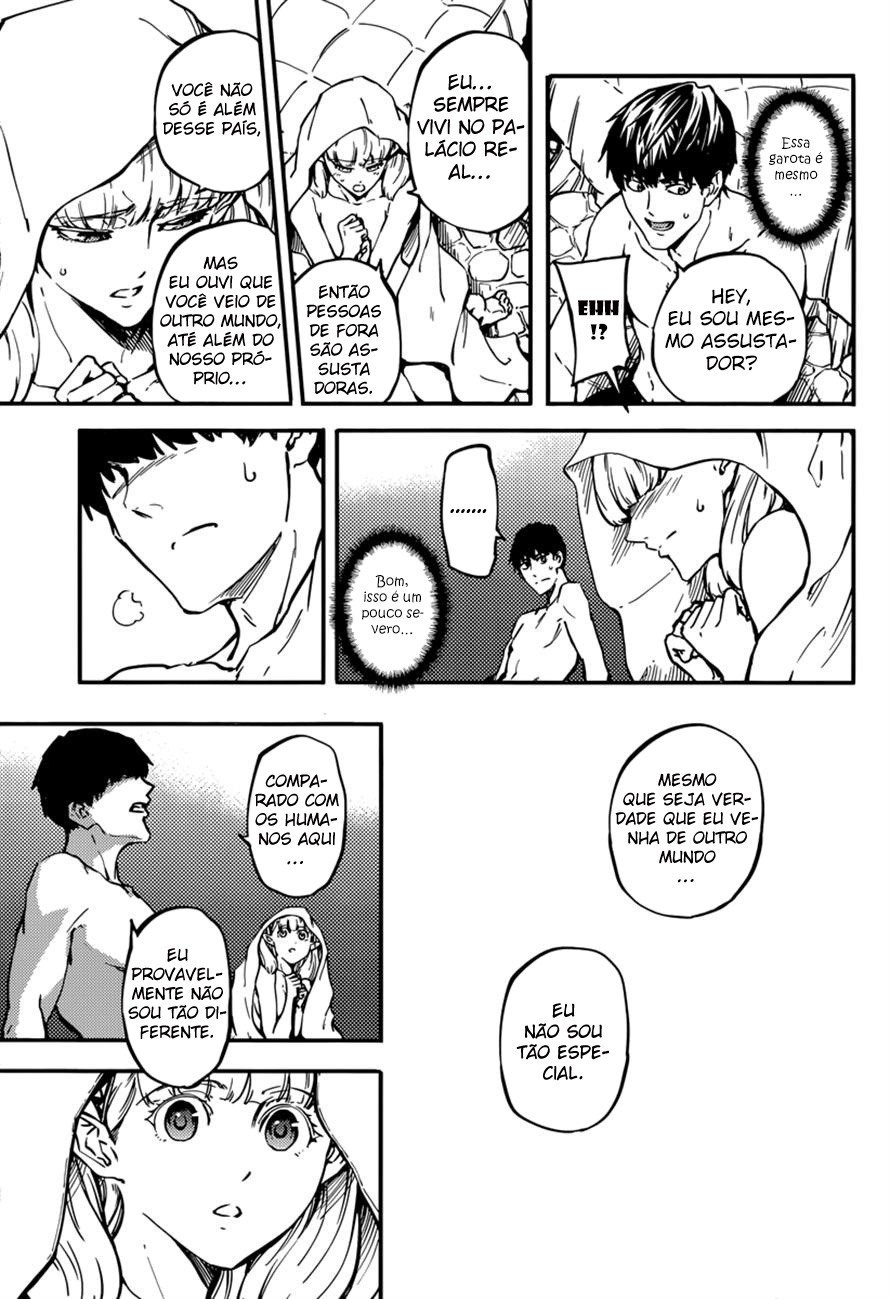 Essa
garota é
mesmo
...
HEY,
EU SOU MES-
MO ASSUSTA-
DOR?
EHH
!?
EU...
SEMPRE
VIVI NO PA-
LÁCIO RE-
AL...
ENTÃO
PESSOAS
DE FORA
SÃO AS-
SUSTA
DORAS.
VOCÊ NÃO
SÓ É ALÉM
DESSE PAÍS,
MAS
EU OUVI QUE
VOCÊ VEIO DE
OUTRO MUNDO,
ATÉ ALÉM DO
NOSSO PRÓ-
PRIO...
.......
Bom,
isso é um
pouco se-
vero...
MESMO
QUE SEJA VER-
DADE QUE EU VE-
NHA DE OUTRO
MUNDO
...
EU
NÃO SOU
TÃO ESPE-
CIAL.
COMPA-
RADO COM
OS HUMA-
NOS AQUI
...
EU
PROVAVEL-
MENTE NÃO
SOU TÃO DI-
FERENTE.